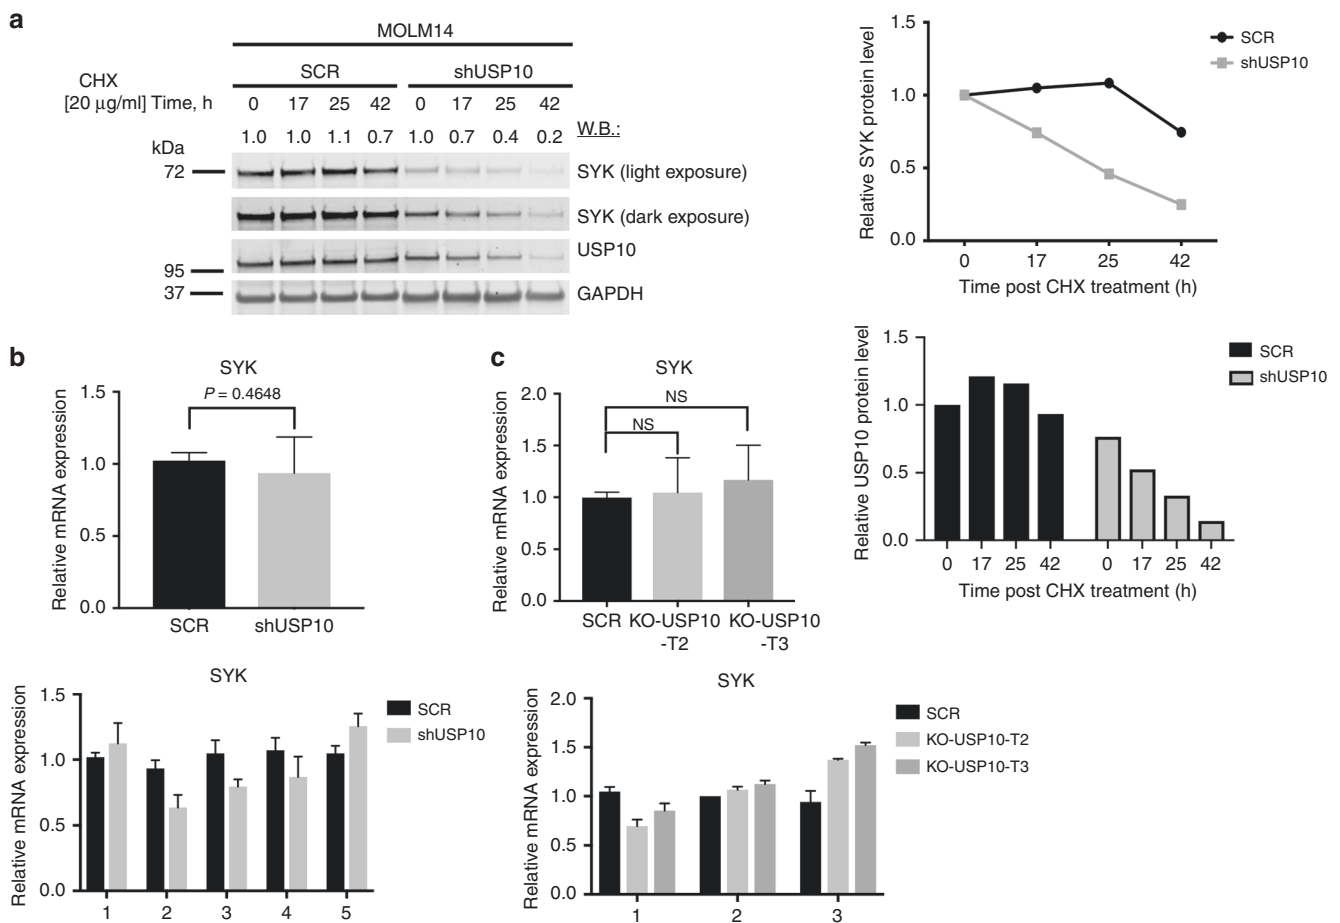 a
MOLM14
SCR shUSP10
CHX
[20 μg/ml] Time, h 0 17 25 42 0 17 25 42
1.0 1.0 1.1 0.7 1.0 0.7 0.4 0.2 W.B.:
kDa
72 SYK (light exposure)
SYK (dark exposure)
USP10
95
37 GAPDH
Relative SYK protein level
1.5
1.0
0.5
0.0
0 17 25 42
Time post CHX treatment (h)
SCR
shUSP10
Relative USP10 protein level
1.5
1.0
0.5
0.0
0 17 25 42 0 17 25 42
Time post CHX treatment (h)
SCR
shUSP10
b
SYK
Relative mRNA expression
1.5
1.0
0.5
0.0
P = 0.4648
SCR shUSP10
SYK
Relative mRNA expression
1.5
1.0
0.5
0.0
1 2 3 4 5
SCR
shUSP10
c
SYK
Relative mRNA expression
2.0
1.5
1.0
0.5
0.0
NS
NS
SCR KO-USP10 KO-USP10
-T2 -T3
SYK
Relative mRNA expression
2.0
1.5
1.0
0.5
0.0
1 2 3
SCR
KO-USP10-T2
KO-USP10-T3